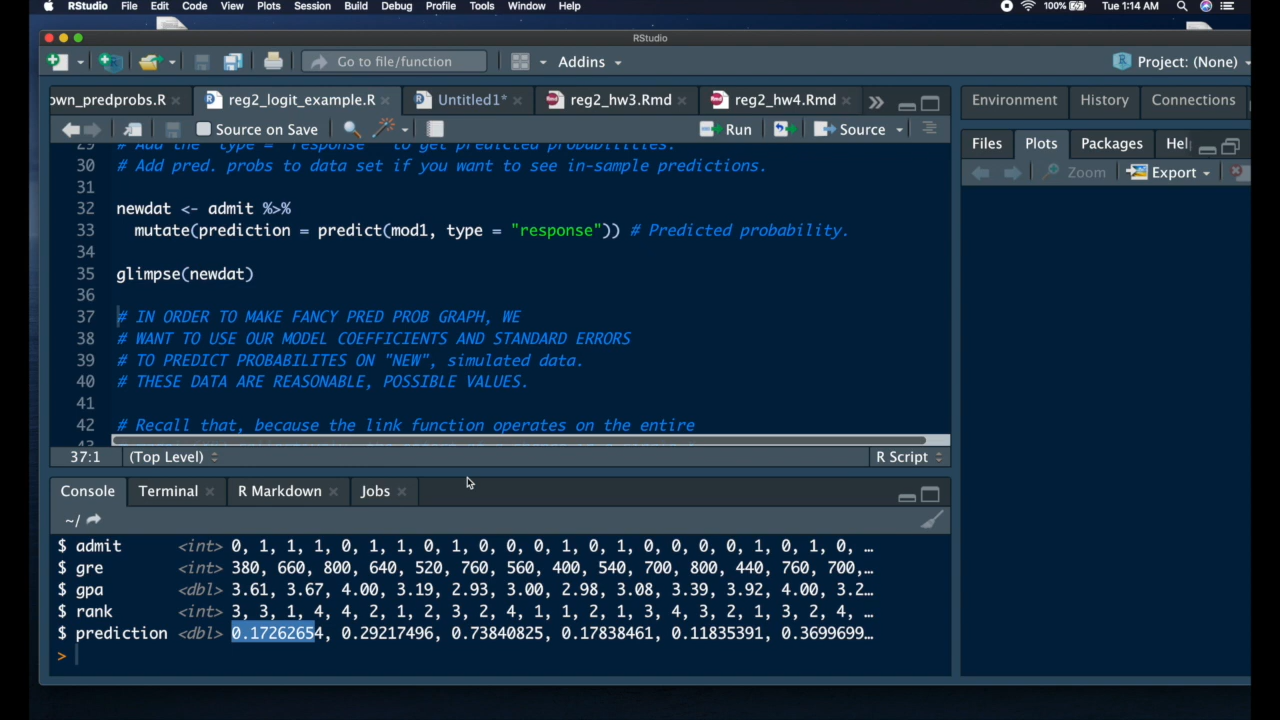 RStudio File Edit Code View Plots Session Build Debug Profile Tools Window Help 100% Tue 1:14 AM
RStudio
Go to file/function Addins Project: (None)
own_predprobs.R reg2_logit_example.R Untitled1* reg2_hw3.Rmd reg2_hw4.Rmd
Environment History Connections
Source on Save Run Source
Files Plots Packages Hel
Zoom Export
29 # Add the "type = "response" to get predicted probabilities.
30 # Add pred. probs to data set if you want to see in-sample predictions.
31
32 newdat <- admit %>%
33 mutate(prediction = predict(mod1, type = "response")) # Predicted probability.
34
35 glimpse(newdat)
36
37 # IN ORDER TO MAKE FANCY PRED PROB GRAPH, WE
38 # WANT TO USE OUR MODEL COEFFICIENTS AND STANDARD ERRORS
39 # TO PREDICT PROBABILITES ON "NEW", simulated data.
40 # THESE DATA ARE REASONABLE, POSSIBLE VALUES.
41
42 # Recall that, because the link function operates on the entire
43
37:1 (Top Level) R Script
Console Terminal R Markdown Jobs
~/
$ admit <int> 0, 1, 1, 1, 0, 1, 1, 0, 1, 0, 0, 0, 1, 0, 1, 0, 0, 0, 0, 1, 0, 1, 0, …
$ gre <int> 380, 660, 800, 640, 520, 760, 560, 400, 540, 700, 800, 440, 760, 700,…
$ gpa <dbl> 3.61, 3.67, 4.00, 3.19, 2.93, 3.00, 2.98, 3.08, 3.39, 3.92, 4.00, 3.2…
$ rank <int> 3, 3, 1, 4, 4, 2, 1, 2, 3, 2, 4, 1, 1, 2, 1, 3, 4, 3, 2, 1, 3, 2, 4, …
$ prediction <dbl> 0.17262654, 0.29217496, 0.73840825, 0.17838461, 0.11835391, 0.3699699…
>